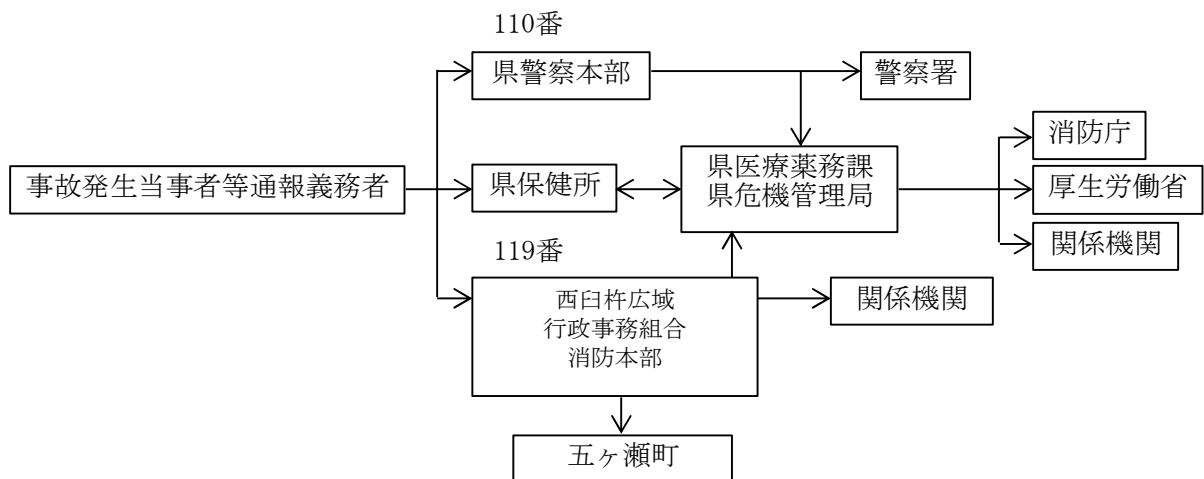 110番
県警察本部
警察署
消防庁
事故発生当事者等通報義務者
県保健所
県医療薬務課
県危機管理局
厚生労働省
関係機関
119番
西臼杵広域
行政事務組合
消防本部
関係機関
五ヶ瀬町